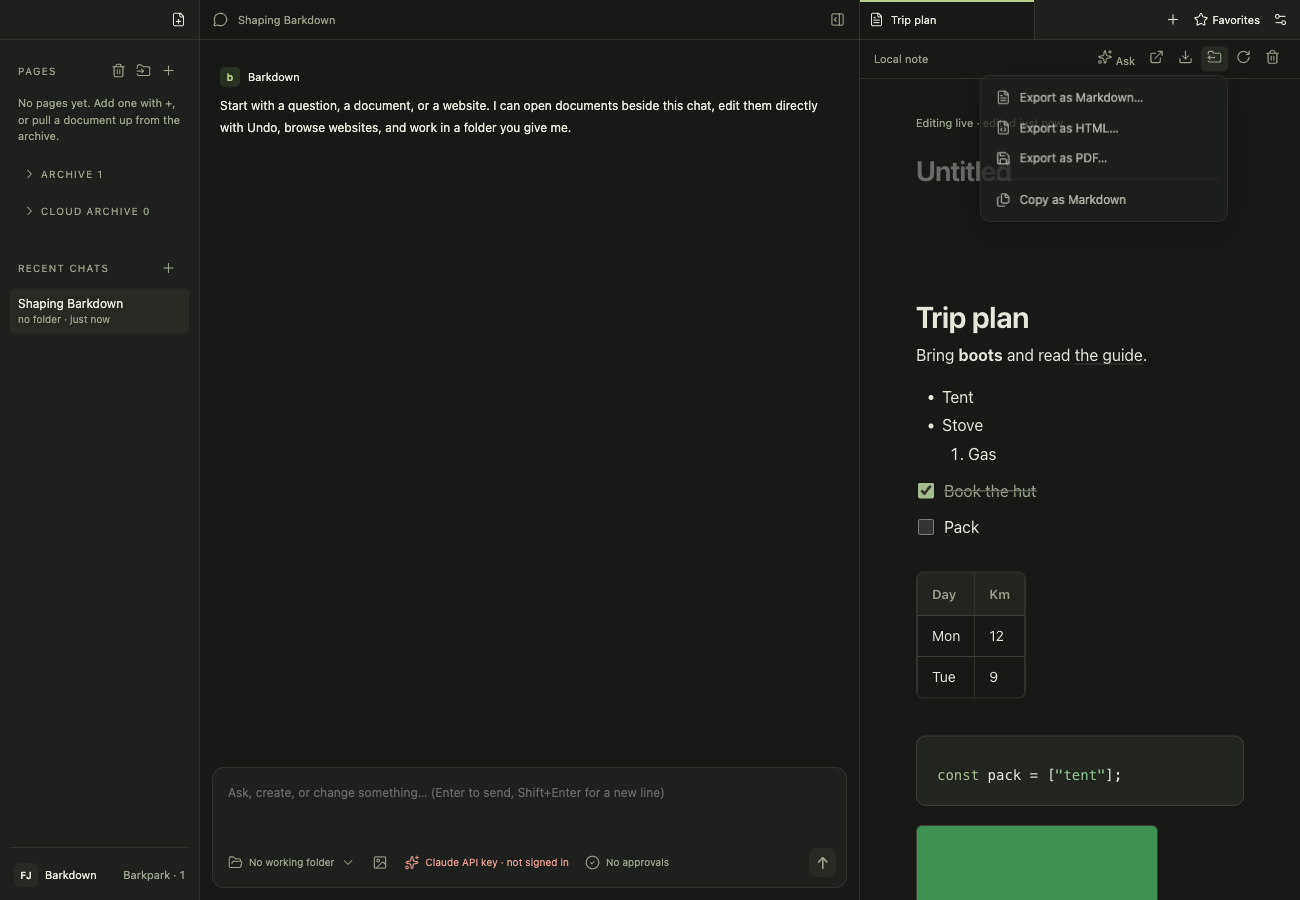 Shaping Barkdown
Trip plan
Favorites
PAGES
No pages yet. Add one with +,
or pull a document up from the
archive.
ARCHIVE 1
CLOUD ARCHIVE 0
RECENT CHATS
Shaping Barkdown
no folder · just now
FJ
Barkdown
Barkpark · 1
b
Barkdown
Start with a question, a document, or a website. I can open documents beside this chat, edit them directly
with Undo, browse websites, and work in a folder you give me.
Ask, create, or change something... (Enter to send, Shift+Enter for a new line)
No working folder
Claude API key · not signed in
No approvals
Local note
Ask
Export as Markdown...
Export as HTML...
Export as PDF...
Copy as Markdown
Editing live · edited just now
Untitled
Trip plan
Bring boots and read the guide.
• Tent
• Stove
1. Gas
Book the hut
Pack
Day Km
Mon 12
Tue 9
const pack = ["tent"];